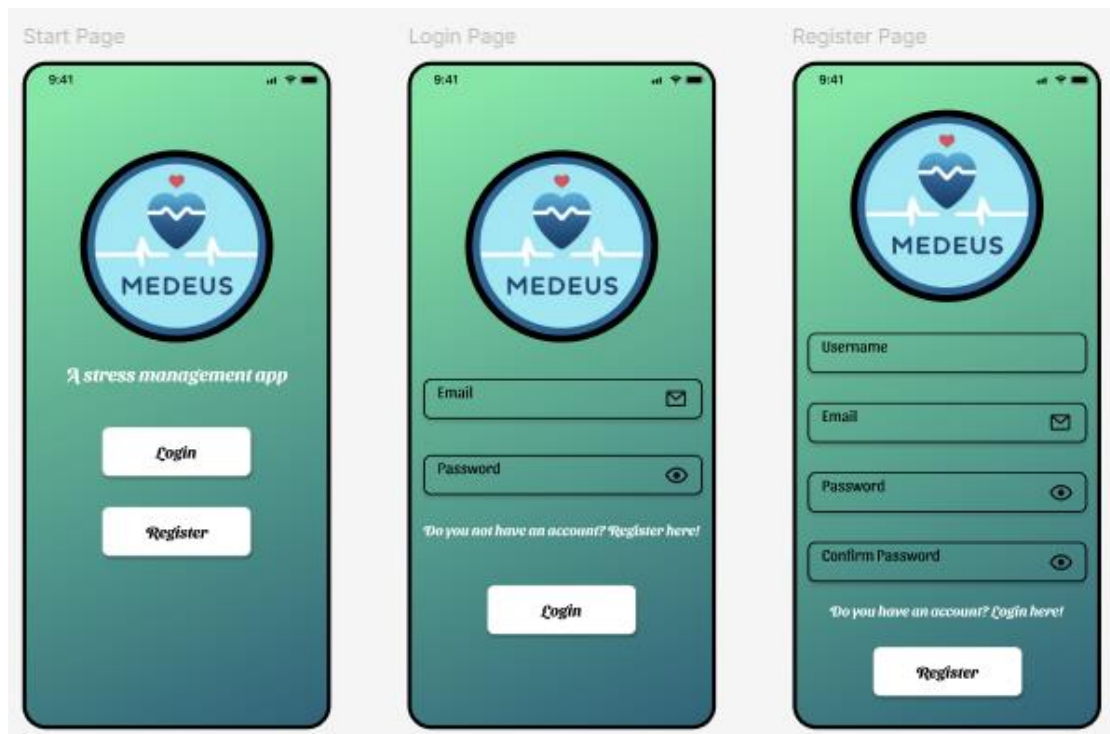 Start Page
9:41
MEDEUS
A stress management app
Login
Register
Login Page
9:41
MEDEUS
Email
Password
Do you not have an account? Register here!
Login
Register Page
9:41
MEDEUS
Username
Email
Password
Confirm Password
Do you have an account? Login here!
Register